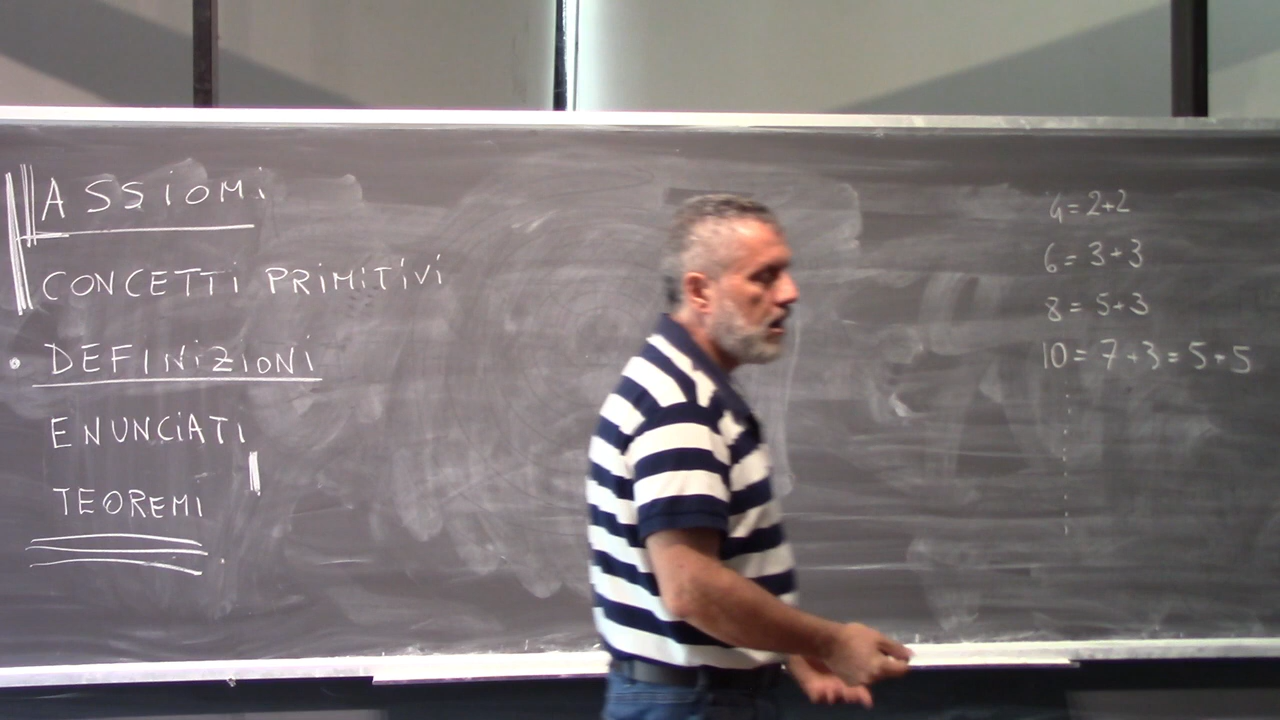 ASSIOMI
CONCETTI PRIMITIVI
• DEFINIZIONI
ENUNCIATI
TEOREMI
4=2+2
6=3+3
8=5+3
10=7+3=5+5